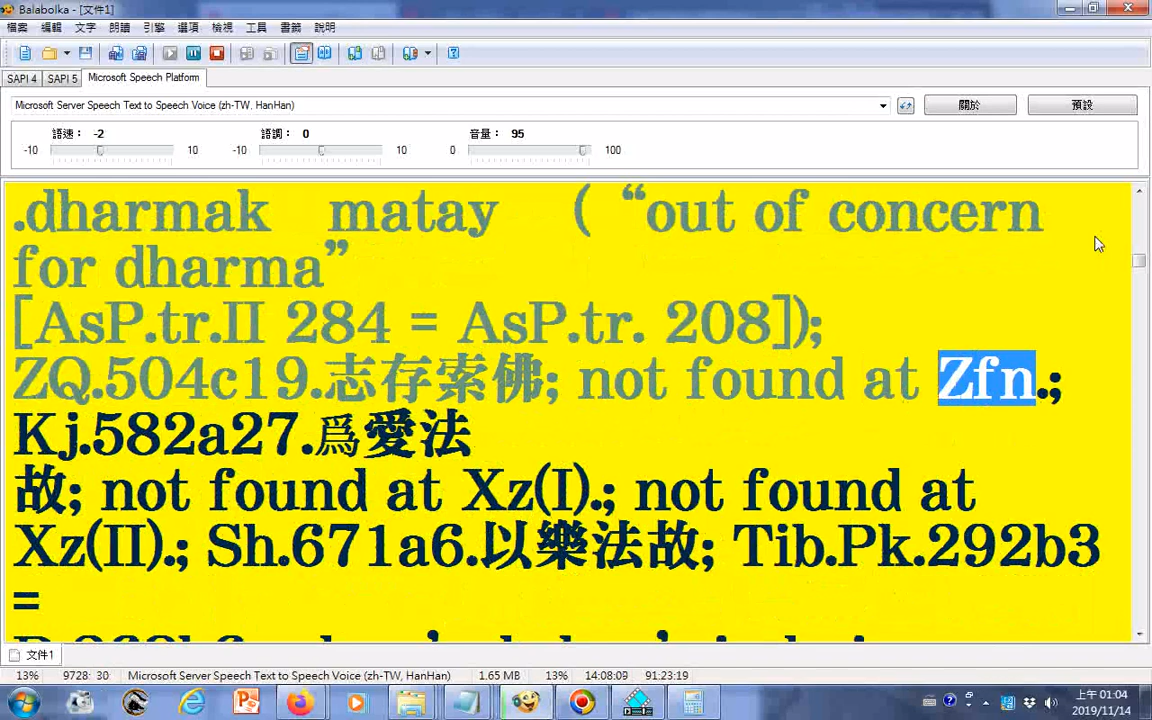 Balabolka - [文件1]
檔案 編輯 文字 朗讀 引擎 選項 檢視 工具 書籤 說明
SAPI 4 SAPI 5 Microsoft Speech Platform
Microsoft Server Speech Text to Speech Voice (zh-TW, HanHan) 關於 預設
語速： -2 語調： 0 音量： 95
-10 10 -10 10 0 100
.dharmak matay ( “out of concern
for dharma”
[AsP.tr.II 284 = AsP.tr. 208]);
ZQ.504c19.志存索佛; not found at Zfn.;
Kj.582a27.爲愛法
故; not found at Xz(I).; not found at
Xz(II).; Sh.671a6.以樂法故; Tib.Pk.292b3
=
文件1
13% 9728: 30 Microsoft Server Speech Text to Speech Voice (zh-TW, HanHan) 1.65 MB 13% 14:08:09 91:23:19
上午 01:04
2019/11/14